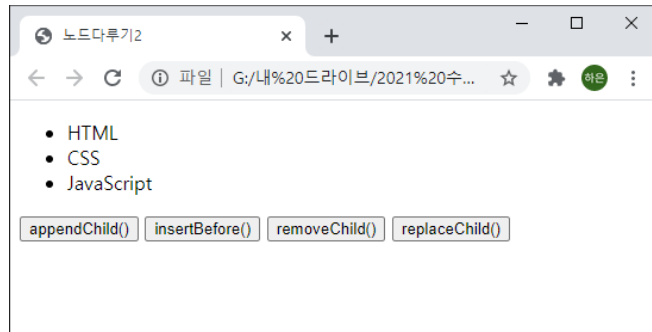 노드다루기2
파일 | G:/내%20드라이브/2021%20수...
하은
HTML
CSS
JavaScript
appendChild() insertBefore() removeChild() replaceChild()